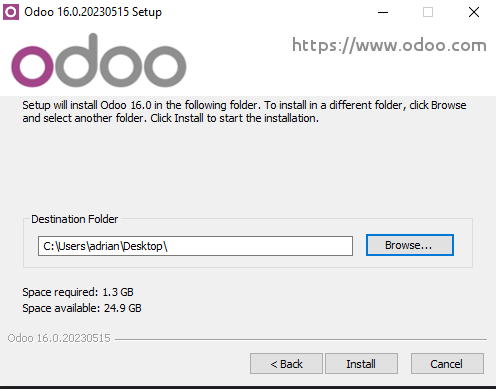 Odoo 16.0.20230515 Setup
odoo
https://www.odoo.com
Setup will install Odoo 16.0 in the following folder. To install in a different folder, click Browse
and select another folder. Click Install to start the installation.
Destination Folder
C:\Users\adrian\Desktop\
Browse...
Space required: 1.3 GB
Space available: 24.9 GB
Odoo 16.0.20230515
< Back
Install
Cancel